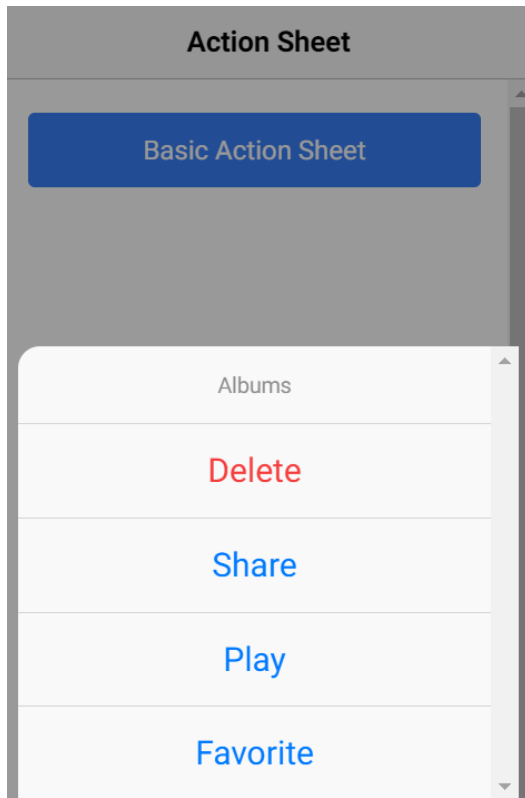 Action Sheet
Basic Action Sheet
Albums
Delete
Share
Play
Favorite